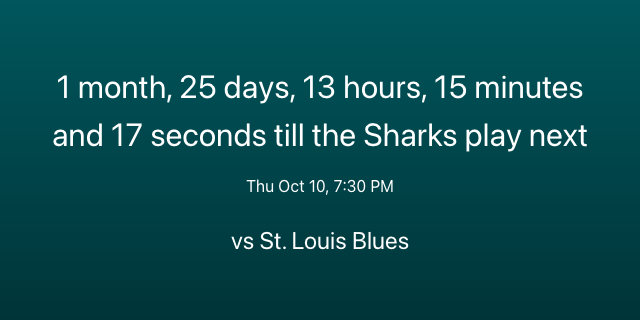 1 month, 25 days, 13 hours, 15 minutes
and 17 seconds till the Sharks play next
Thu Oct 10, 7:30 PM
vs St. Louis Blues